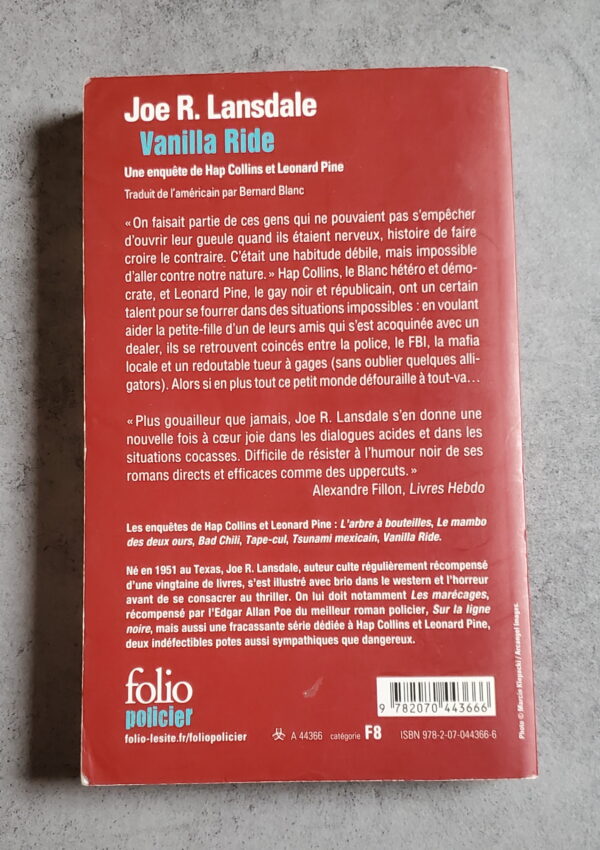 Joe R. Lansdale
Vanilla Ride
Une enquête de Hap Collins et Leonard Pine
Traduit de l'américain par Bernard Blanc
« On faisait partie de ces gens qui ne pouvaient pas s'empêcher
d'ouvrir leur gueule quand ils étaient nerveux, histoire de faire
croire le contraire. C'était une habitude débile, mais impossible
d'aller contre notre nature. » Hap Collins, le Blanc hétéro et démo-
crate, et Leonard Pine, le gay noir et républicain, ont un certain
talent pour se fourrer dans des situations impossibles : en voulant
aider la petite-fille d'un de leurs amis qui s'est acoquinée avec un
dealer, ils se retrouvent coincés entre la police, le FBI, la mafia
locale et un redoutable tueur à gages (sans oublier quelques alli-
gators). Alors si en plus tout ce petit monde défouraille à tout-va…
« Plus gouailleur que jamais, Joe R. Lansdale s'en donne une
nouvelle fois à cœur joie dans les dialogues acides et dans les
situations cocasses. Difficile de résister à l'humour noir de ses
romans directs et efficaces comme des uppercuts. »
Alexandre Fillon, Livres Hebdo
Les enquêtes de Hap Collins et Leonard Pine : L'arbre à bouteilles, Le mambo
des deux ours, Bad Chili, Tape-cul, Tsunami mexicain, Vanilla Ride.
Né en 1951 au Texas, Joe R. Lansdale, auteur culte régulièrement récompensé
d'une vingtaine de livres, s'est illustré avec brio dans le western et l'horreur
avant de se consacrer au thriller. On lui doit notamment Les marécages,
récompensé par l'Edgar Allan Poe du meilleur roman policier, Sur la ligne
noire, mais aussi une fracassante série dédiée à Hap Collins et Leonard Pine,
deux indéfectibles potes aussi sympathiques que dangereux.
folio
policier
folio-lesite.fr/foliopolicier
A 44366 catégorie F8
9 782070 443666
ISBN 978-2-07-044366-6
Photo © Marcin Klepacki / Arcangel Images.